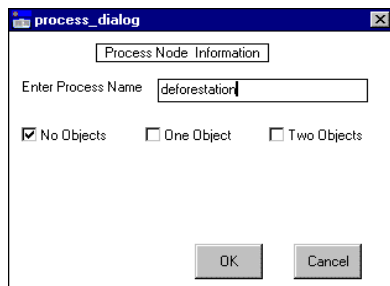 process_dialog
Process Node Information
Enter Process Name deforestation
No Objects One Object Two Objects
OK Cancel